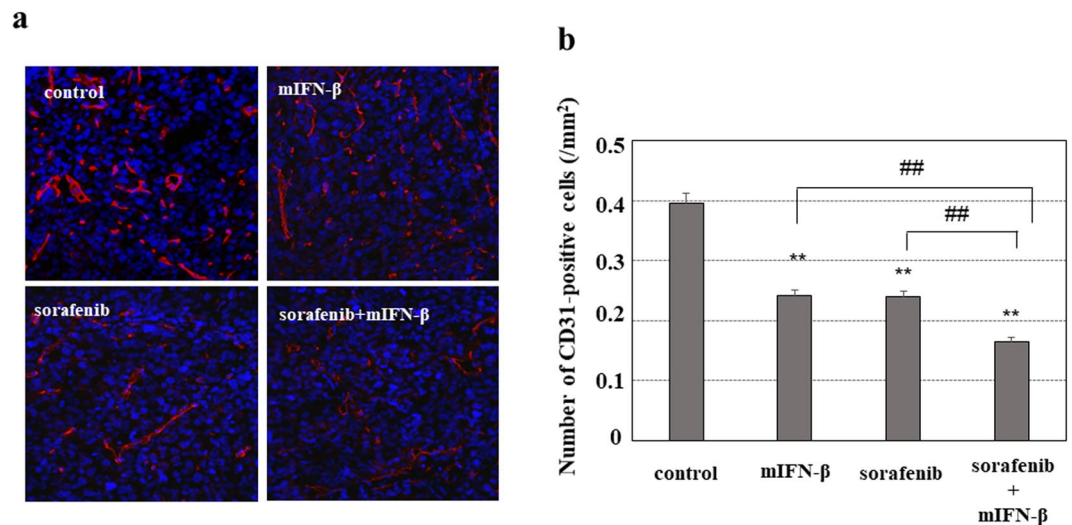 a
control
mIFN-β
sorafenib
sorafenib+mIFN-β
b
Number of CD31-positive cells (/mm²)
0.5
0.4
0.3
0.2
0.1
0
##
##
**
**
**
control
mIFN-β
sorafenib
sorafenib
+
mIFN-β